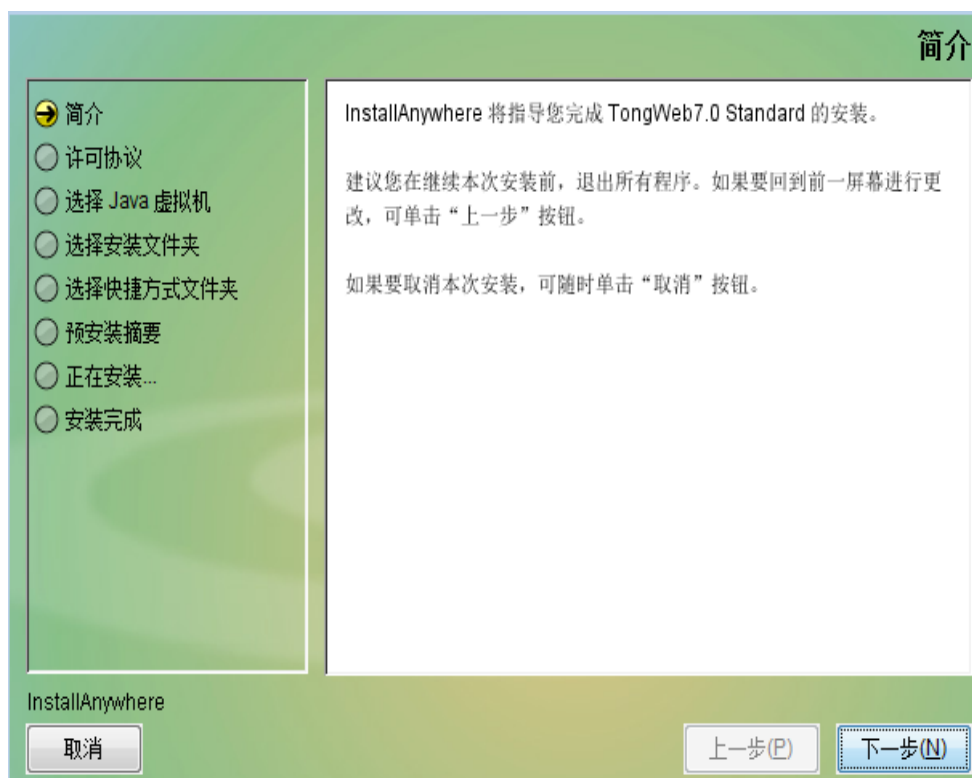 简介
简介
许可协议
选择 Java 虚拟机
选择安装文件夹
选择快捷方式文件夹
预安装摘要
正在安装...
安装完成
InstallAnywhere 将指导您完成 TongWeb7.0 Standard 的安装。
建议您在继续本次安装前，退出所有程序。如果要回到前一屏幕进行更
改，可单击“上一步”按钮。
如果要取消本次安装，可随时单击“取消”按钮。
InstallAnywhere
取消
上一步(P)
下一步(N)